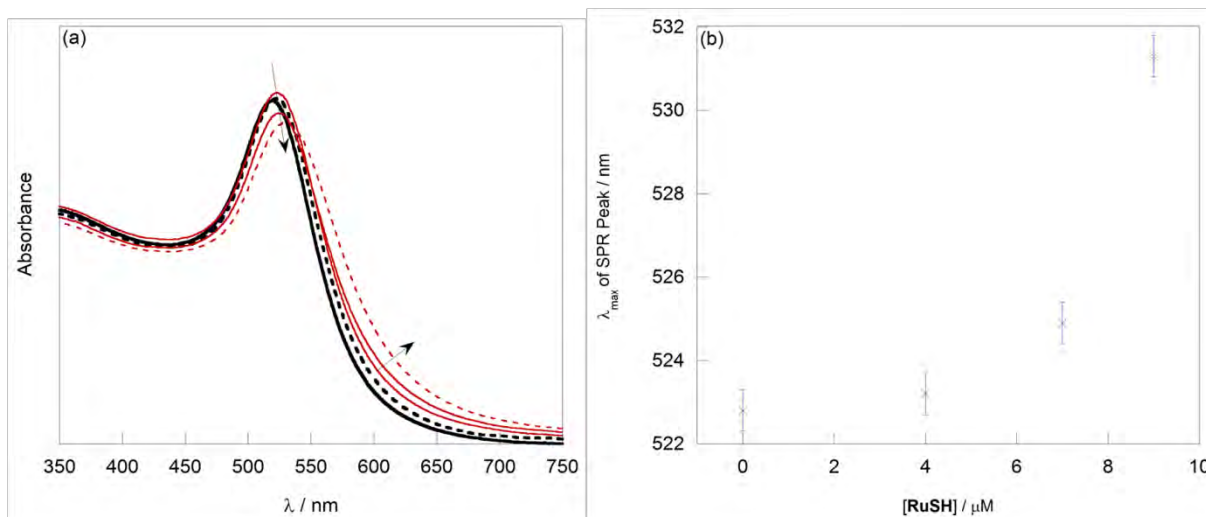 (a)
Absorbance
350 400 450 500 550 600 650 700 750
λ / nm
(b)
532
530
528
526
524
522
λmax of SPR Peak / nm
0 2 4 6 8 10
[RuSH] / μM